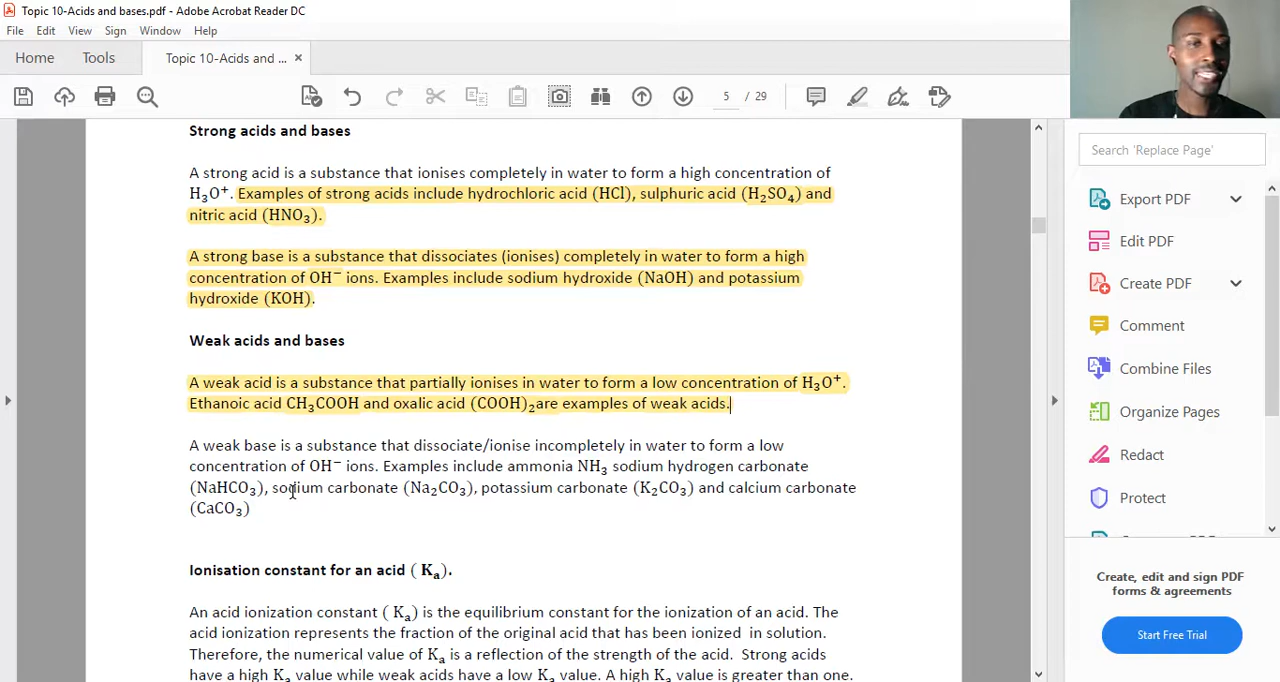 Topic 10-Acids and bases.pdf - Adobe Acrobat Reader DC
File Edit View Sign Window Help
Home Tools Topic 10-Acids and ... ×
5 / 29
Strong acids and bases
A strong acid is a substance that ionises completely in water to form a high concentration of
H₃O⁺. Examples of strong acids include hydrochloric acid (HCl), sulphuric acid (H₂SO₄) and
nitric acid (HNO₃).
A strong base is a substance that dissociates (ionises) completely in water to form a high
concentration of OH⁻ ions. Examples include sodium hydroxide (NaOH) and potassium
hydroxide (KOH).
Weak acids and bases
A weak acid is a substance that partially ionises in water to form a low concentration of H₃O⁺.
Ethanoic acid CH₃COOH and oxalic acid (COOH)₂are examples of weak acids.
A weak base is a substance that dissociate/ionise incompletely in water to form a low
concentration of OH⁻ ions. Examples include ammonia NH₃ sodium hydrogen carbonate
(NaHCO₃), sodium carbonate (Na₂CO₃), potassium carbonate (K₂CO₃) and calcium carbonate
(CaCO₃)
Ionisation constant for an acid ( Kₐ).
An acid ionization constant ( Kₐ) is the equilibrium constant for the ionization of an acid. The
acid ionization represents the fraction of the original acid that has been ionized in solution.
Therefore, the numerical value of Kₐ is a reflection of the strength of the acid. Strong acids
have a high Kₐ value while weak acids have a low Kₐ value. A high Kₐ value is greater than one.
Search 'Replace Page'
Export PDF
Edit PDF
Create PDF
Comment
Combine Files
Organize Pages
Redact
Protect
Create, edit and sign PDF
forms & agreements
Start Free Trial